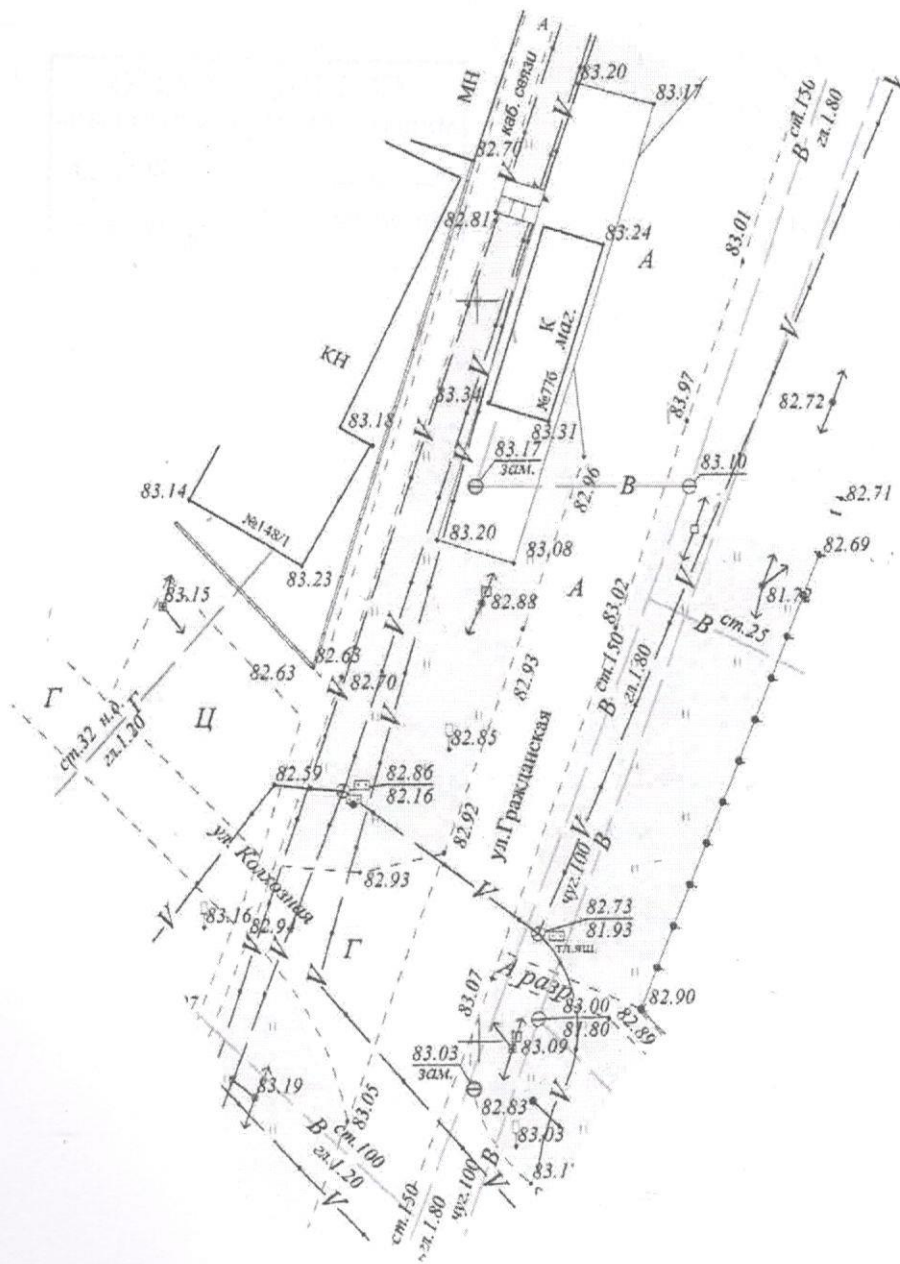 А
МН
каб. связи
V
83.20
83.17
V
ст.150
В
гл.1.80
82.70
V
82.81
83.24
А
83.01
К
маг.
V
КН
V
№77б
83.34
83.31
83.97
82.72
83.18
V
V
83.17
зам.
82.96
В
83.10
83.14
№148/1
82.71
83.20
83.08
82.69
83.23
А
V
83.15
82.88
83.02
81.72
В
ст.25
V
82.63
82.63
82.70
82.93
ст.150
В
гл.1.80
Г
Ц
V
V
ст.32 н.д.
Г
гл.1.20
82.85
82.59
82.86
82.16
ул.Гражданская
82.92
V
В
ул. Колхозная
82.93
V
чуг.100
V
83.16
82.94
82.73
81.93
тл.ящ.
V
V
Г
V
83.07
А разр.
83.00
81.80
82.90
82.89
83.09
83.03
зам.
83.19
82.83
83.05
83.03
В
ст.100
гл.1.20
В
V
83.1
V
V
ст.150
гл.1.80
чуг.100